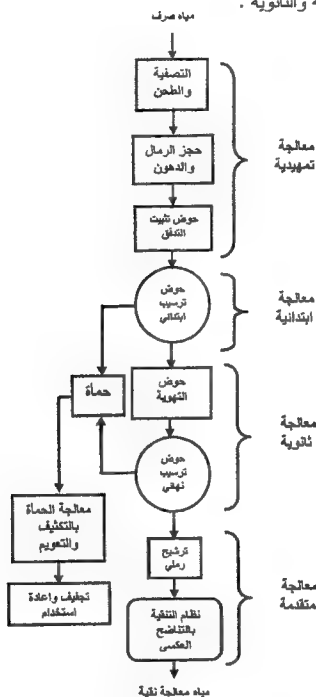 ة والثانوية .
مياه صرف
التصفية
والطحن
حجز الرمال
والدهون
حوض تثبيت
التدفق
معالجة
تمهيدية
حوض
ترسيب
ابتدائي
معالجة
ابتدائية
حمأة
حوض
التهوية
حوض
ترسيب
نهائي
معالجة
ثانوية
معالجة الحمأة
بالتكثيف
والتعويم
تجفيف واعادة
استخدام
ترشيح
رملي
نظام التنقية
بالتناضح
العكسى
معالجة
متقدمة
مياه معالجة نقية